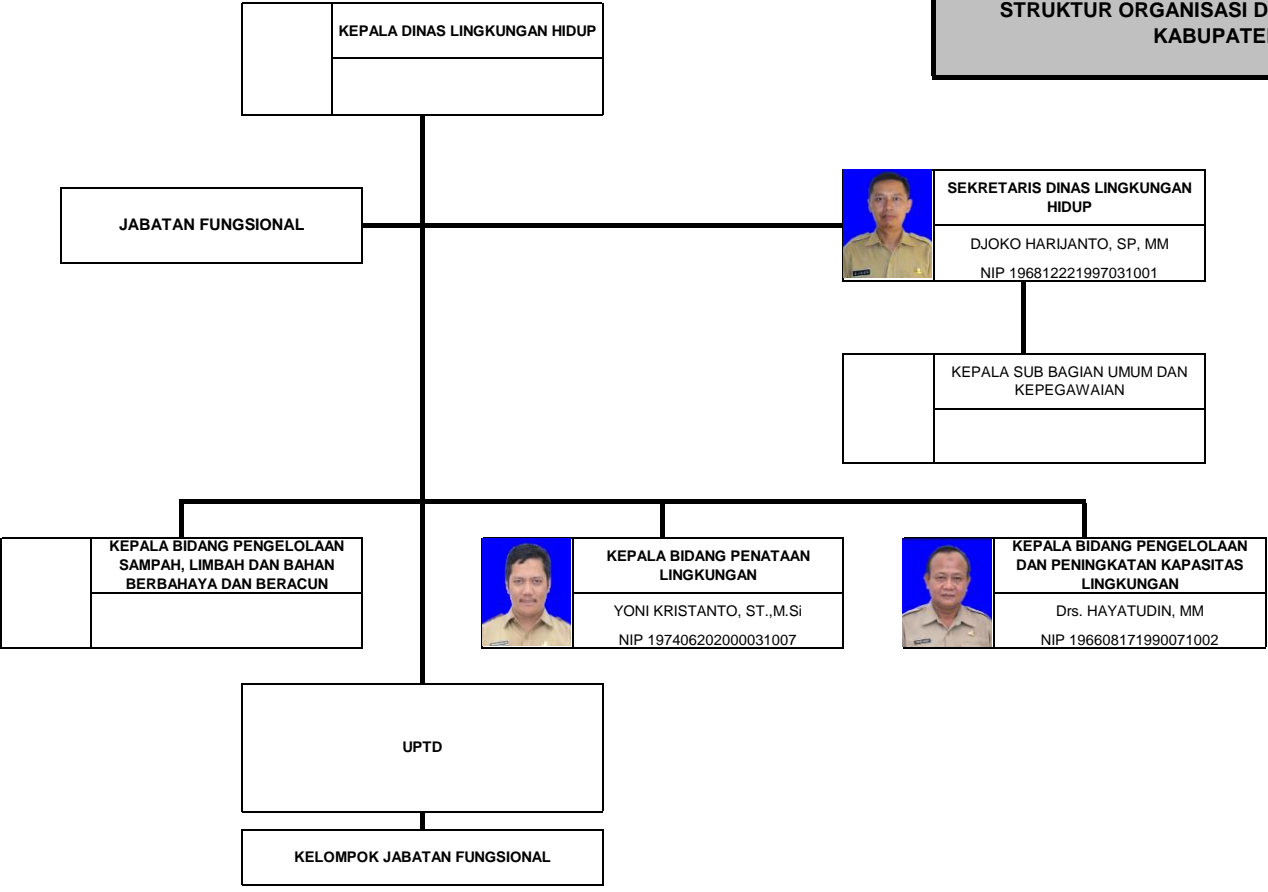 STRUKTUR ORGANISASI D
KABUPATE
KEPALA DINAS LINGKUNGAN HIDUP
JABATAN FUNGSIONAL
SEKRETARIS DINAS LINGKUNGAN
HIDUP
DJOKO HARIJANTO, SP, MM
NIP 196812221997031001
KEPALA SUB BAGIAN UMUM DAN
KEPEGAWAIAN
KEPALA BIDANG PENGELOLAAN
SAMPAH, LIMBAH DAN BAHAN
BERBAHAYA DAN BERACUN
KEPALA BIDANG PENATAAN
LINGKUNGAN
YONI KRISTANTO, ST.,M.Si
NIP 197406202000031007
KEPALA BIDANG PENGELOLAAN
DAN PENINGKATAN KAPASITAS
LINGKUNGAN
Drs. HAYATUDIN, MM
NIP 196608171990071002
UPTD
KELOMPOK JABATAN FUNGSIONAL